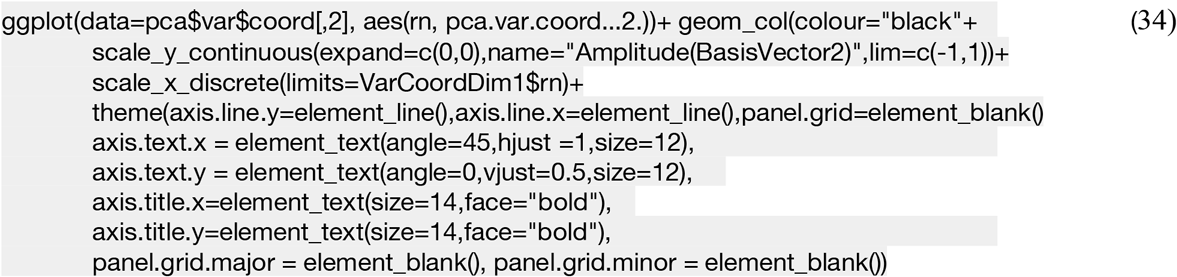 ggplot(data=pca$var$coord[,2], aes(rn, pca.var.coord...2.))+ geom_col(colour="black"+ (34)
scale_y_continuous(expand=c(0,0),name="Amplitude(BasisVector2)",lim=c(-1,1))+
scale_x_discrete(limits=VarCoordDim1$rn)+
theme(axis.line.y=element_line(),axis.line.x=element_line(),panel.grid=element_blank()
axis.text.x = element_text(angle=45,hjust =1,size=12),
axis.text.y = element_text(angle=0,vjust=0.5,size=12),
axis.title.x=element_text(size=14,face="bold"),
axis.title.y=element_text(size=14,face="bold"),
panel.grid.major = element_blank(), panel.grid.minor = element_blank())